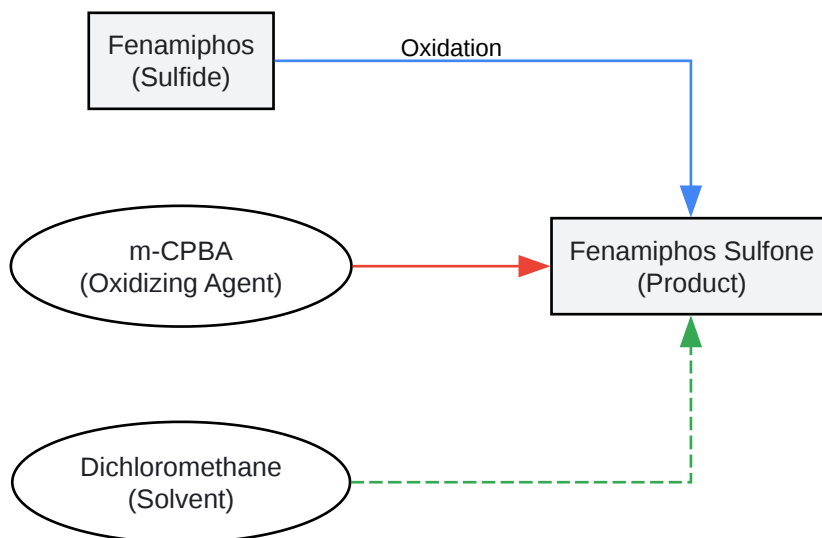 Fenamiphos
(Sulfide)
Oxidation
m-CPBA
(Oxidizing Agent)
Fenamiphos Sulfone
(Product)
Dichloromethane
(Solvent)